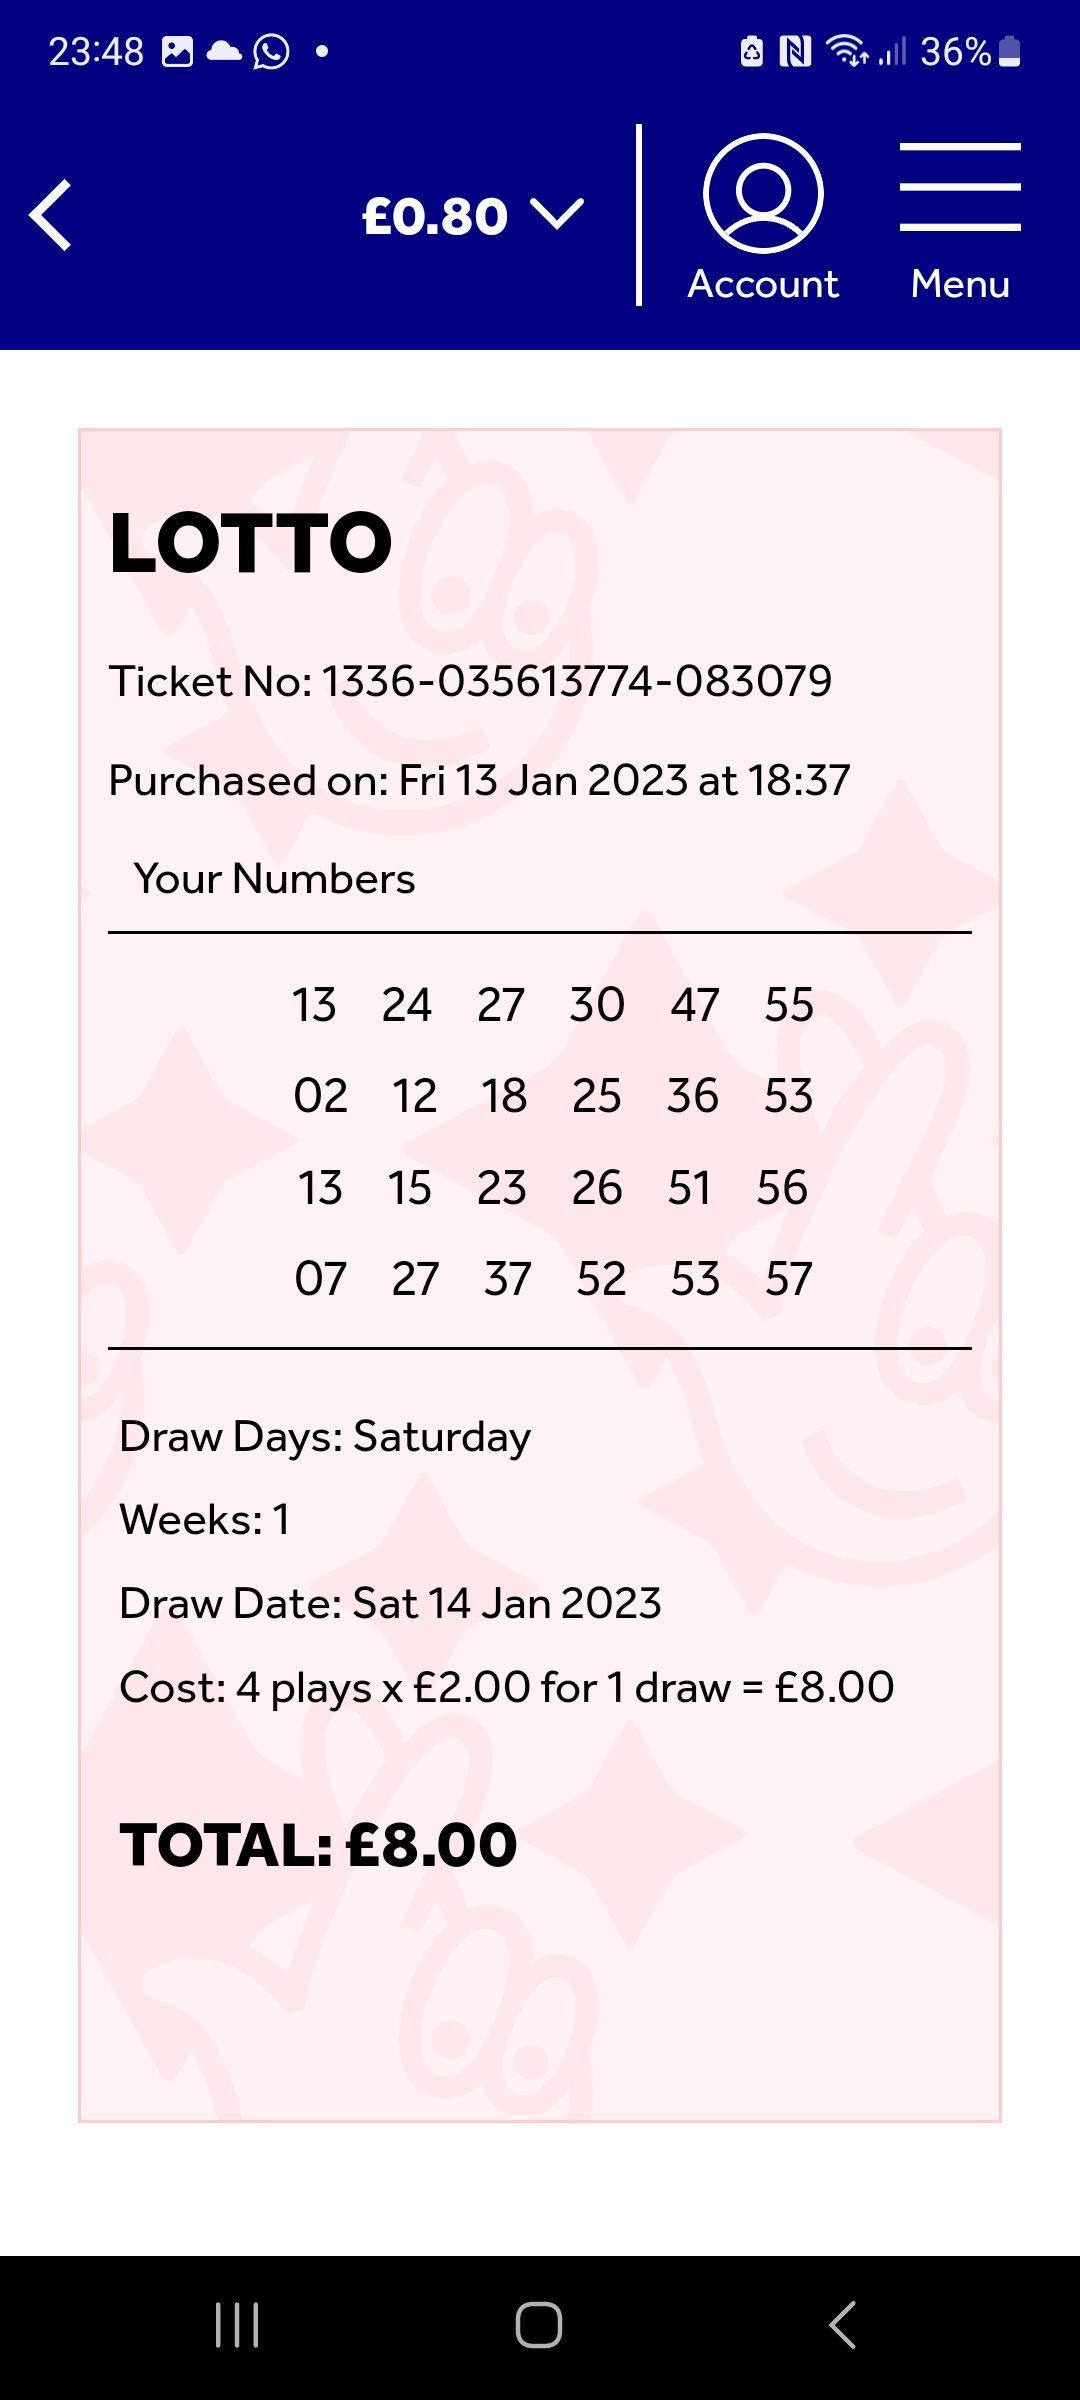 23:48
36%
£0.80
Account
Menu
LOTTO
Ticket No: 1336-035613774-083079
Purchased on: Fri 13 Jan 2023 at 18:37
Your Numbers
13 24 27 30 47 55
02 12 18 25 36 53
13 15 23 26 51 56
07 27 37 52 53 57
Draw Days: Saturday
Weeks: 1
Draw Date: Sat 14 Jan 2023
Cost: 4 plays x £2.00 for 1 draw = £8.00
TOTAL: £8.00